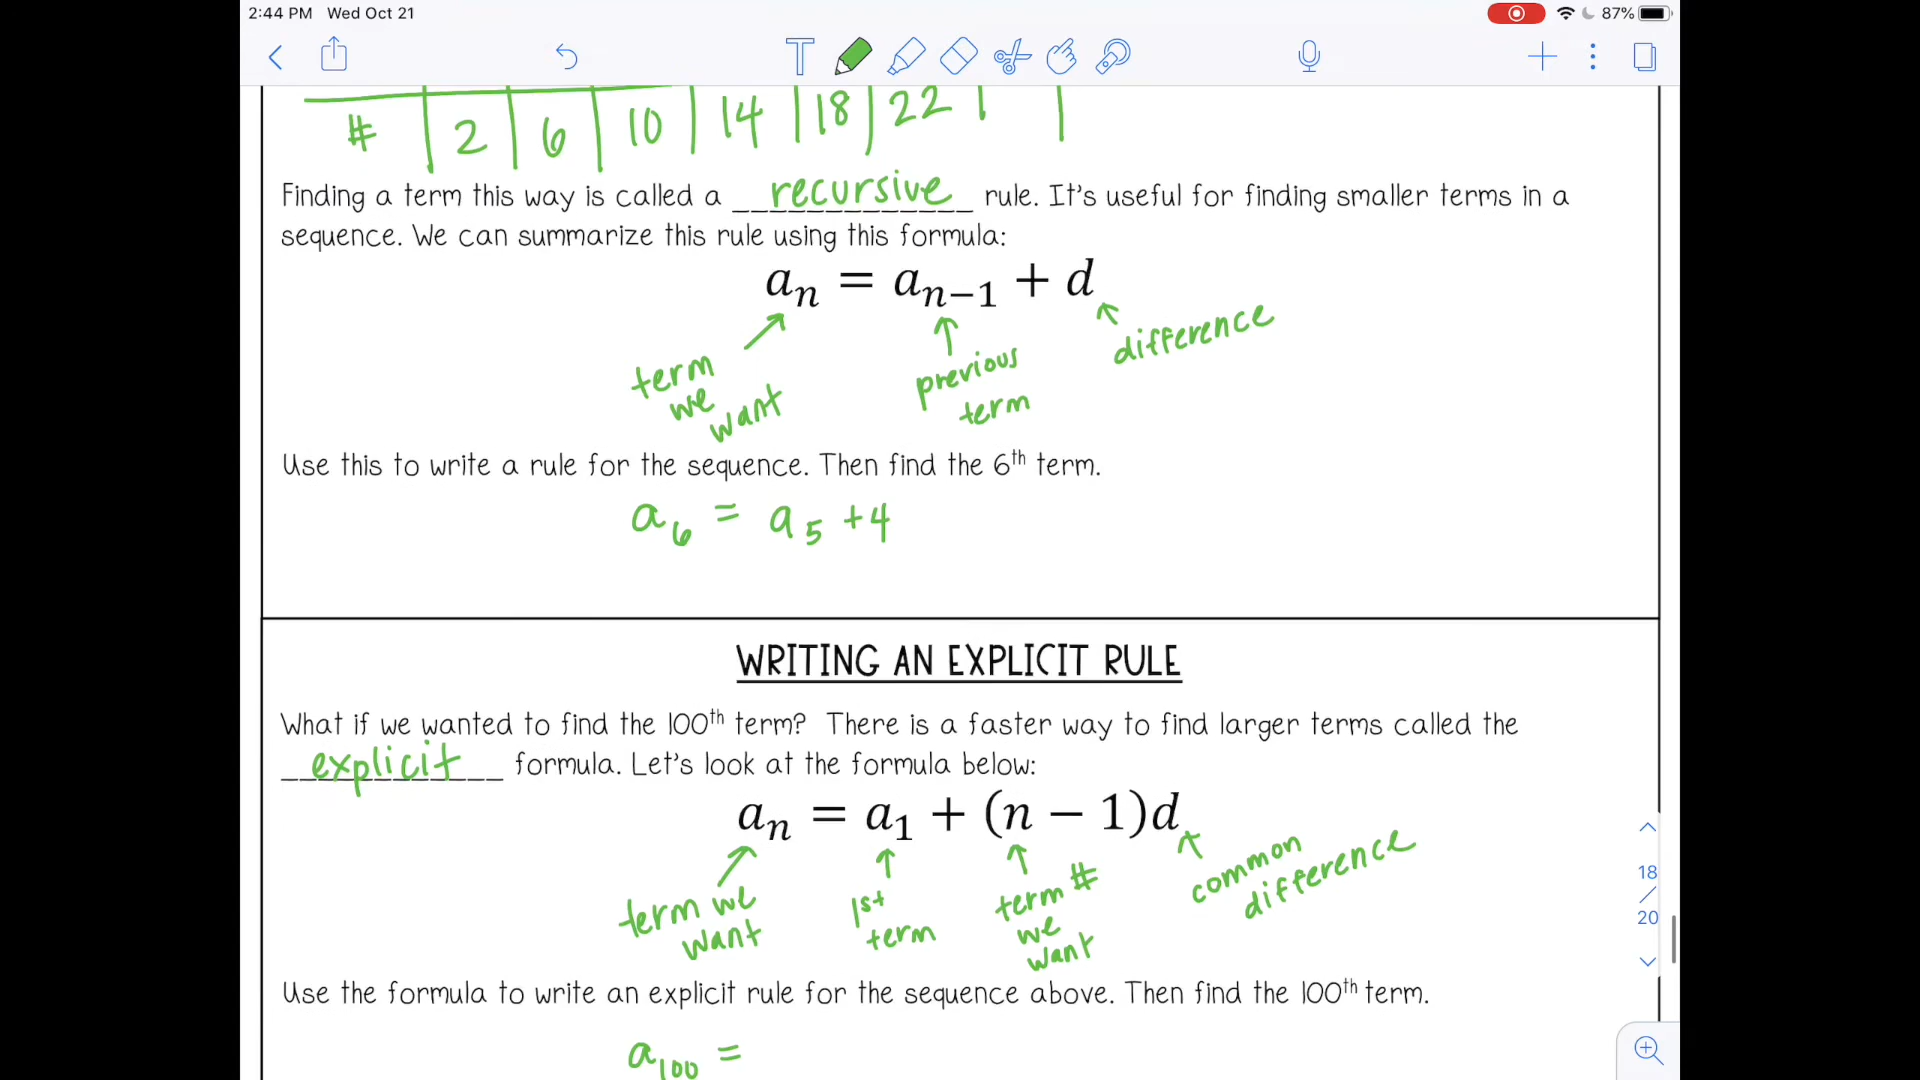 2:44 PM Wed Oct 21
87%
# 2 6 10 14 18 22
Finding a term this way is called a recursive rule. It's useful for finding smaller terms in a
sequence. We can summarize this rule using this formula:
aₙ = aₙ₋₁ + d
term we want
previous term
difference
Use this to write a rule for the sequence. Then find the 6th term.
a₆ = a₅ + 4
WRITING AN EXPLICIT RULE
What if we wanted to find the 100th term? There is a faster way to find larger terms called the
explicit formula. Let's look at the formula below:
aₙ = a₁ + (n − 1)d
term we want
1st term
term # we want
common difference
18
/
20
Use the formula to write an explicit rule for the sequence above. Then find the 100th term.
a₁₀₀ =